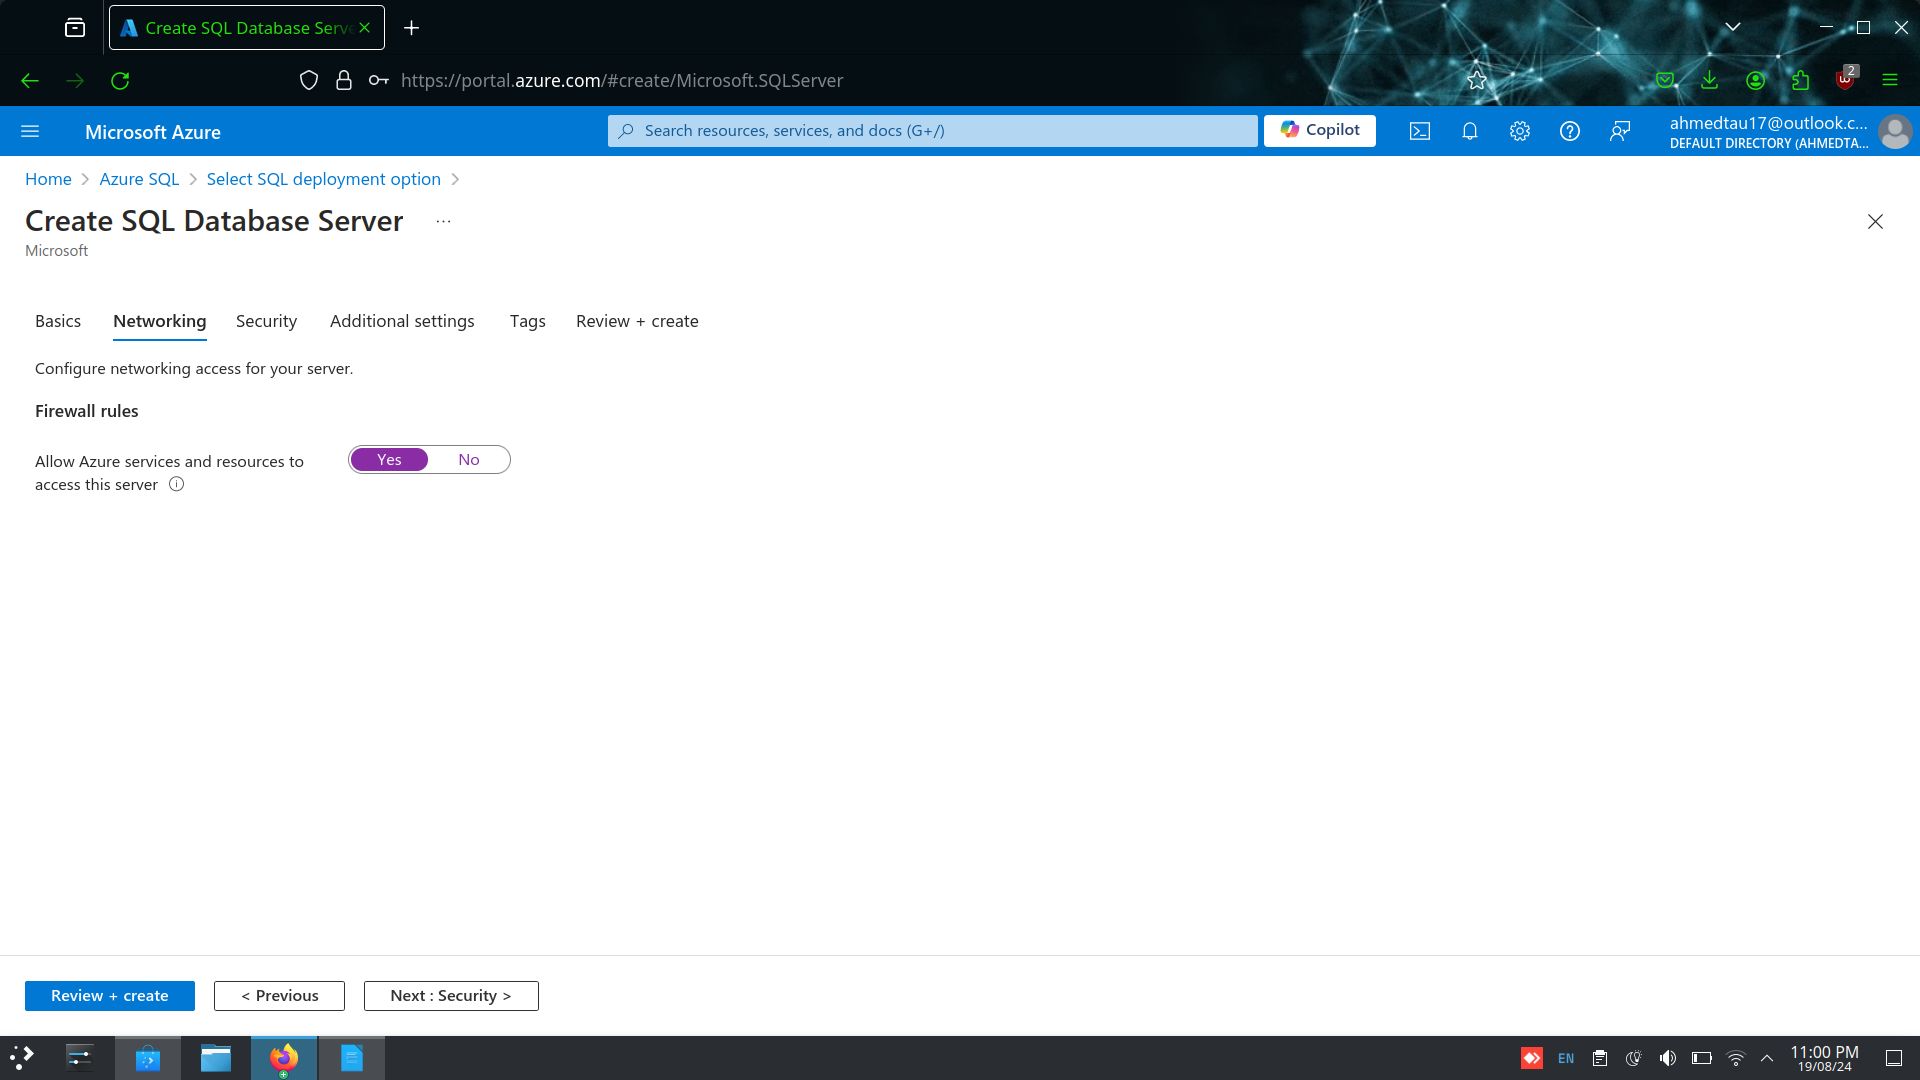 Create SQL Database Serve
https://portal.azure.com/#create/Microsoft.SQLServer
2
Microsoft Azure
Search resources, services, and docs (G+/)
Copilot
ahmedtau17@outlook.c...
DEFAULT DIRECTORY (AHMEDTA...
Home > Azure SQL > Select SQL deployment option >
Create SQL Database Server ...
Microsoft
Basics Networking Security Additional settings Tags Review + create
Configure networking access for your server.
Firewall rules
Allow Azure services and resources to
access this server
Yes No
Review + create < Previous Next : Security >
EN
11:00 PM
19/08/24